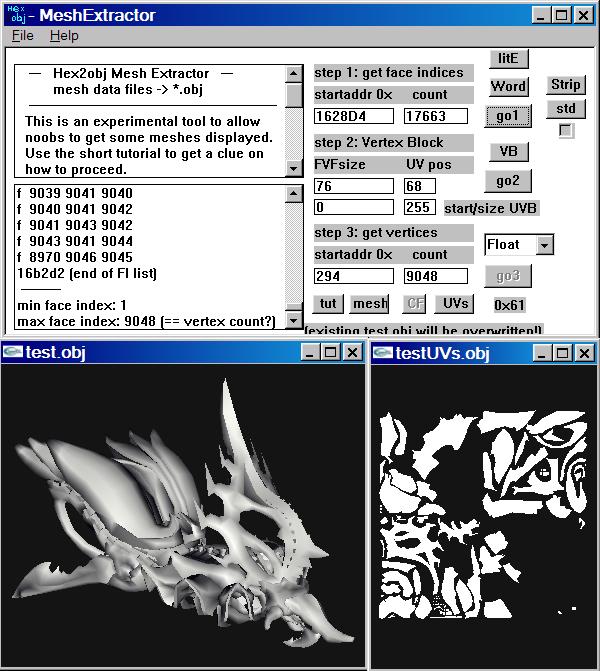 Hex obj- MeshExtractor
File Help
— Hex2obj Mesh Extractor —
mesh data files -> *.obj
This is an experimental tool to allow
noobs to get some meshes displayed.
Use the short tutorial to get a clue on
how to proceed.
f 9039 9041 9040
f 9040 9041 9042
f 9041 9043 9042
f 9043 9041 9044
f 8970 9046 9045
16b2d2 (end of FI list)
min face index: 1
max face index: 9048 (== vertex count?)
step 1: get face indices
startaddr 0x count
1628D4 17663
step 2: Vertex Block
FVFsize UV pos
76 68
0 255 start/size UVB
step 3: get vertices
startaddr 0x count
294 9048
tut mesh CF UVs
(existing test.obj will be overwritten!)
litE
Word
go1
VB
go2
Float
go3
0x61
Strip
std
test.obj
testUVs.obj